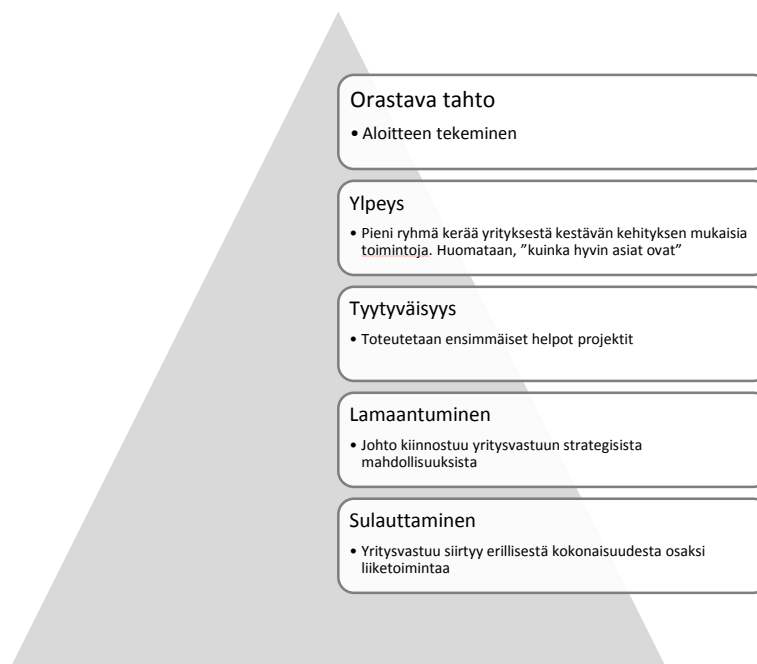 Orastava tahto
• Aloitteen tekeminen
Ylpeys
• Pieni ryhmä kerää yrityksestä kestävän kehityksen mukaisia
toimintoja. Huomataan, ”kuinka hyvin asiat ovat”
Tyytyväisyys
• Toteutetaan ensimmäiset helpot projektit
Lamaantuminen
• Johto kiinnostuu yritysvastuun strategisista
mahdollisuuksista
Sulauttaminen
• Yritysvastuu siirtyy erillisestä kokonaisuudesta osaksi
liiketoimintaa